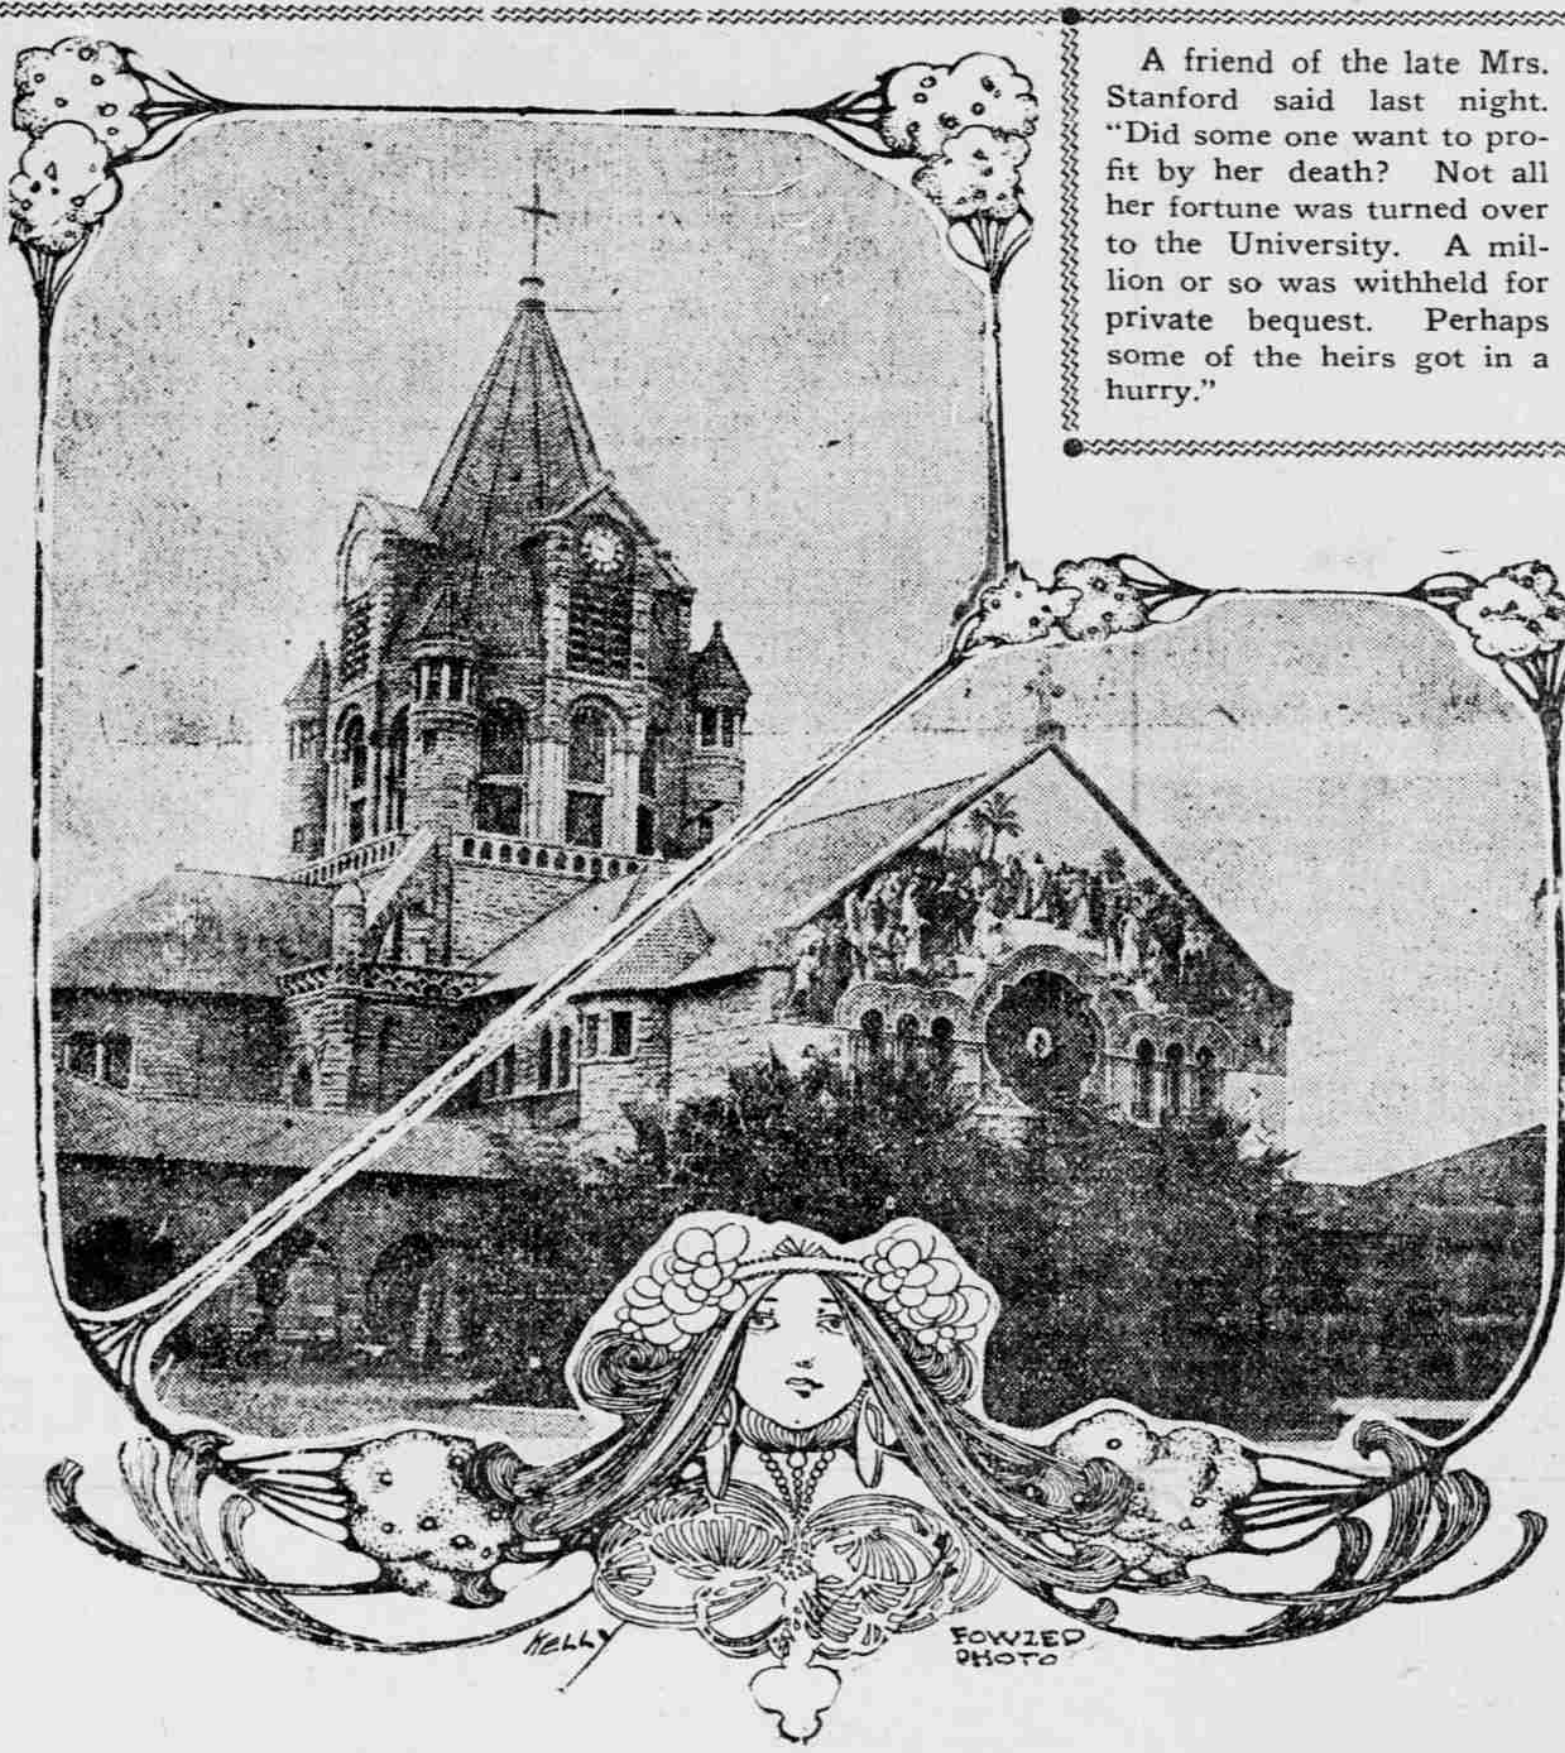 A friend of the late Mrs.
Stanford said last night.
“Did some one want to pro-
fit by her death? Not all
her fortune was turned over
to the University. A mil-
lion or so was withheld for
private bequest. Perhaps
some of the heirs got in a
hurry.”
KELLY
FOWZED
PHOTO